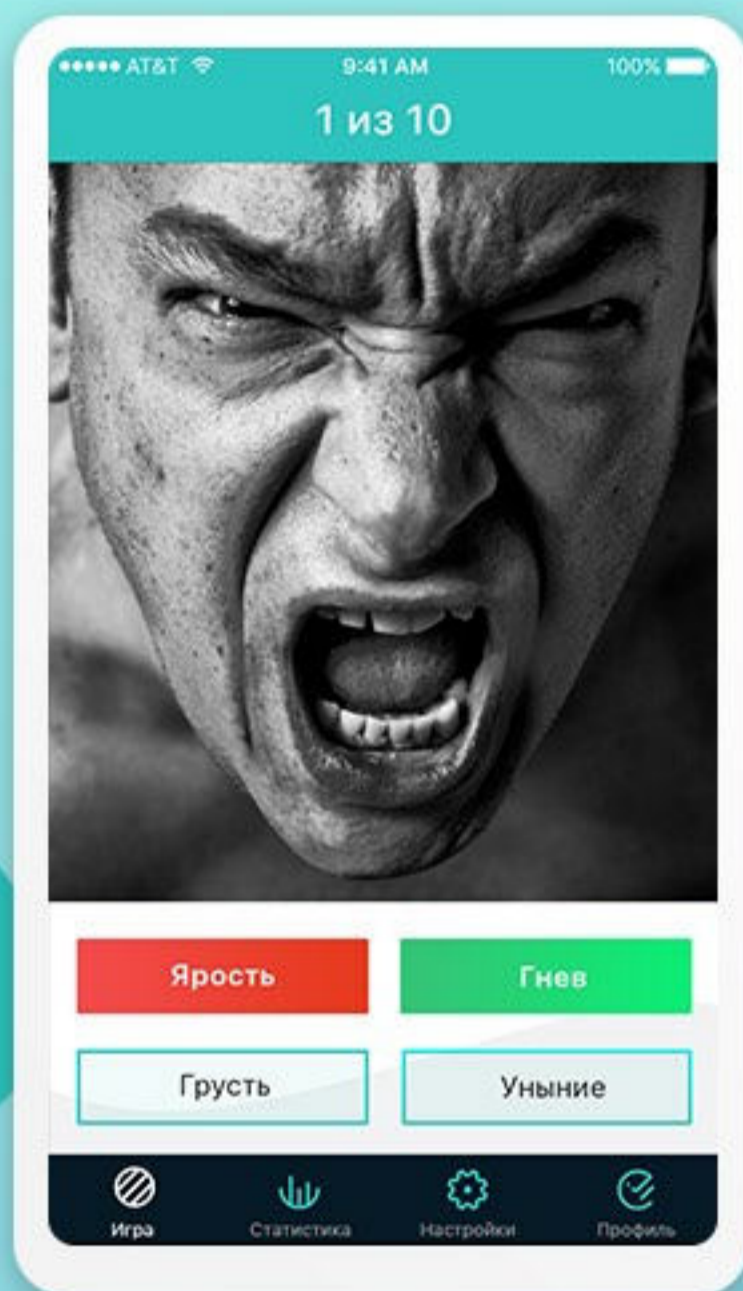 AT&T 9:41 AM 100%
1 из 10
Ярость Гнев
Грусть Уныние
Игра Статистика Настройки Профиль